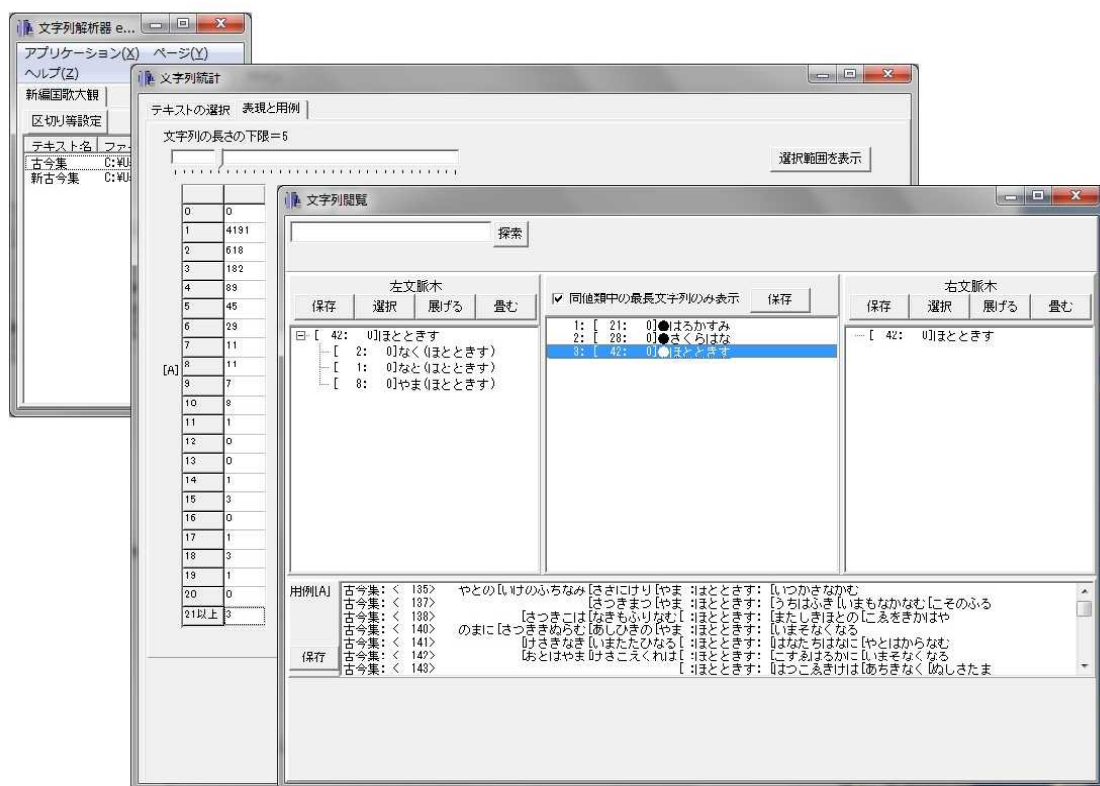 文字列解析器 e...
アプリケーション(X) ページ(Y)
ヘルプ(Z)
新編国歌大観
区切り等設定
テキスト名 ファ
古今集 C:¥U
新古今集 C:¥U
文字列統計
テキストの選択 表現と用例
文字列の長さの下限=5
選択範囲を表示
[A]
0 0
1 4191
2 618
3 182
4 89
5 45
6 29
7 11
8 11
9 7
10 8
11 1
12 0
13 0
14 1
15 3
16 0
17 1
18 3
19 1
20 0
21以上 3
文字列閲覧
探索
左文脈木
保存 選択 展げる 畳む
[ 42: 0]ほとときす
[ 2: 0]なく(ほとときす)
[ 1: 0]なと(ほとときす)
[ 8: 0]やま(ほとときす)
同値類中の最長文字列のみ表示 保存
1: [ 21: 0]●はるかすみ
2: [ 28: 0]●さくらはな
3: [ 42: 0]●ほとときす
右文脈木
保存 選択 展げる 畳む
[ 42: 0]ほとときす
用例[A]
保存
古今集: < 135> やとの[いけのふちなみ[さきにけり[やま :ほとときす: [いつかきなかむ
古今集: < 137> [さつきまつ[やま :ほとときす: [うちはふき[いまもなかなむ[こそのふる
古今集: < 138> [さつきこは[なきもふりなむ[ :ほとときす: [またしきほとの[こゑをきかはや
古今集: < 140> のまに[さつききぬらむ[あしひきの[やま :ほとときす: [いまそなくなる
古今集: < 141> [けさきなき[いまたたひなる[ :ほとときす: [はなたちはなに[やとはからなむ
古今集: < 142> [おとはやま[けさこえくれは[ :ほとときす: [こすゑはるかに[いまそなくなる
古今集: < 143> [ :ほとときす: [はつこゑきけは[あちきなく[ぬしさたま